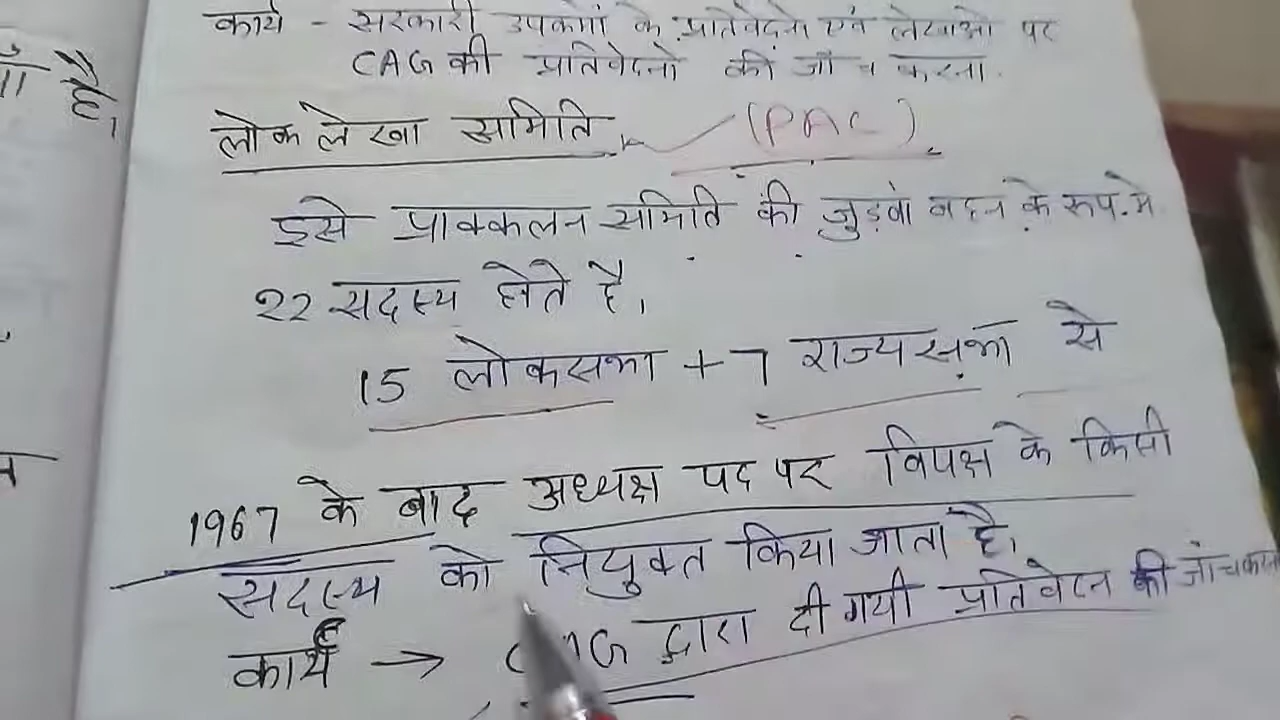 कार्य - सरकारी उपक्रमों के प्रतिवेदनो एवं लेखाओ पर
CAG की प्रतिवेदनो की जाँच करना.
है,
लोक लेखा समिति (PAC)
इसे प्राक्कलन समिति की जुड़वा बहन के रूप मे
22 सदस्य होते है,
15 लोकसभा + 7 राज्यसभा से
1967 के बाद अध्यक्ष पद पर विपक्ष के किसी
सदस्य को नियुक्त किया जाता है,
कार्य → CAG द्वारा दी गयी प्रतिवेदन की जांच करना